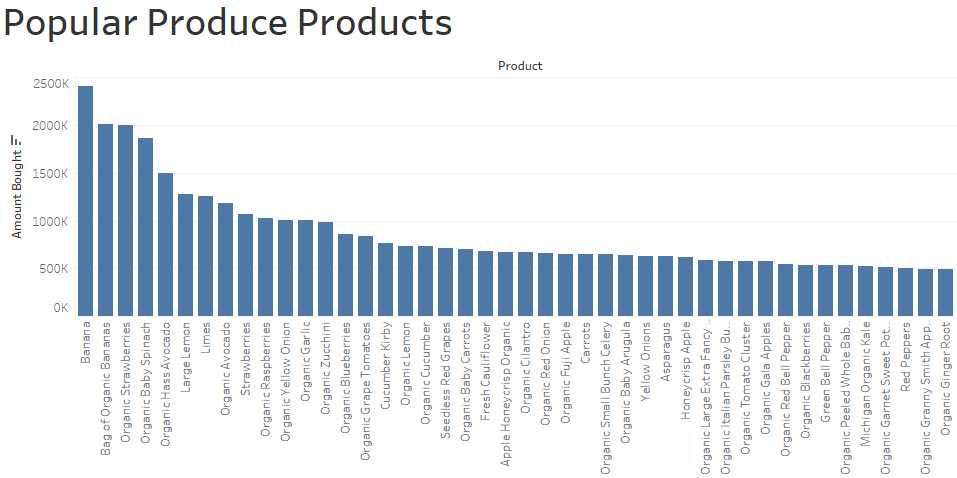 Popular Produce Products
Product
Amount Bought
2500K
2000K
1500K
1000K
500K
0K
Banana
Bag of Organic Bananas
Organic Strawberries
Organic Baby Spinach
Organic Hass Avocado
Large Lemon
Limes
Organic Avocado
Strawberries
Organic Raspberries
Organic Yellow Onion
Organic Garlic
Organic Zucchini
Organic Blueberries
Organic Grape Tomatoes
Cucumber Kirby
Organic Lemon
Organic Cucumber
Seedless Red Grapes
Organic Baby Carrots
Fresh Cauliflower
Apple Honeycrisp Organic
Organic Cilantro
Organic Red Onion
Organic Fuji Apple
Carrots
Organic Small Bunch Celery
Organic Baby Arugula
Yellow Onions
Asparagus
Honeycrisp Apple
Organic Large Extra Fancy ..
Organic Italian Parsley Bu..
Organic Tomato Cluster
Organic Gala Apples
Organic Red Bell Pepper
Organic Blackberries
Green Bell Pepper
Organic Peeled Whole Bab..
Michigan Organic Kale
Organic Garnet Sweet Pot..
Red Peppers
Organic Granny Smith App..
Organic Ginger Root